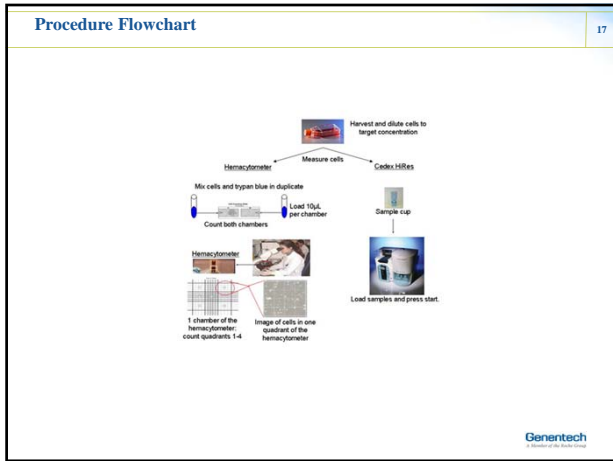 Procedure Flowchart
17
Harvest and dilute cells to
target concentration
Measure cells
Hemacytometer
Cedex HiRes
Mix cells and trypan blue in duplicate
Load 10µL
per chamber
Count both chambers
Sample cup
Hemacytometer
Load samples and press start.
1 chamber of the
hemacytometer:
count quadrants 1-4
Image of cells in one
quadrant of the
hemacytometer
Genentech
A Member of the Roche Group